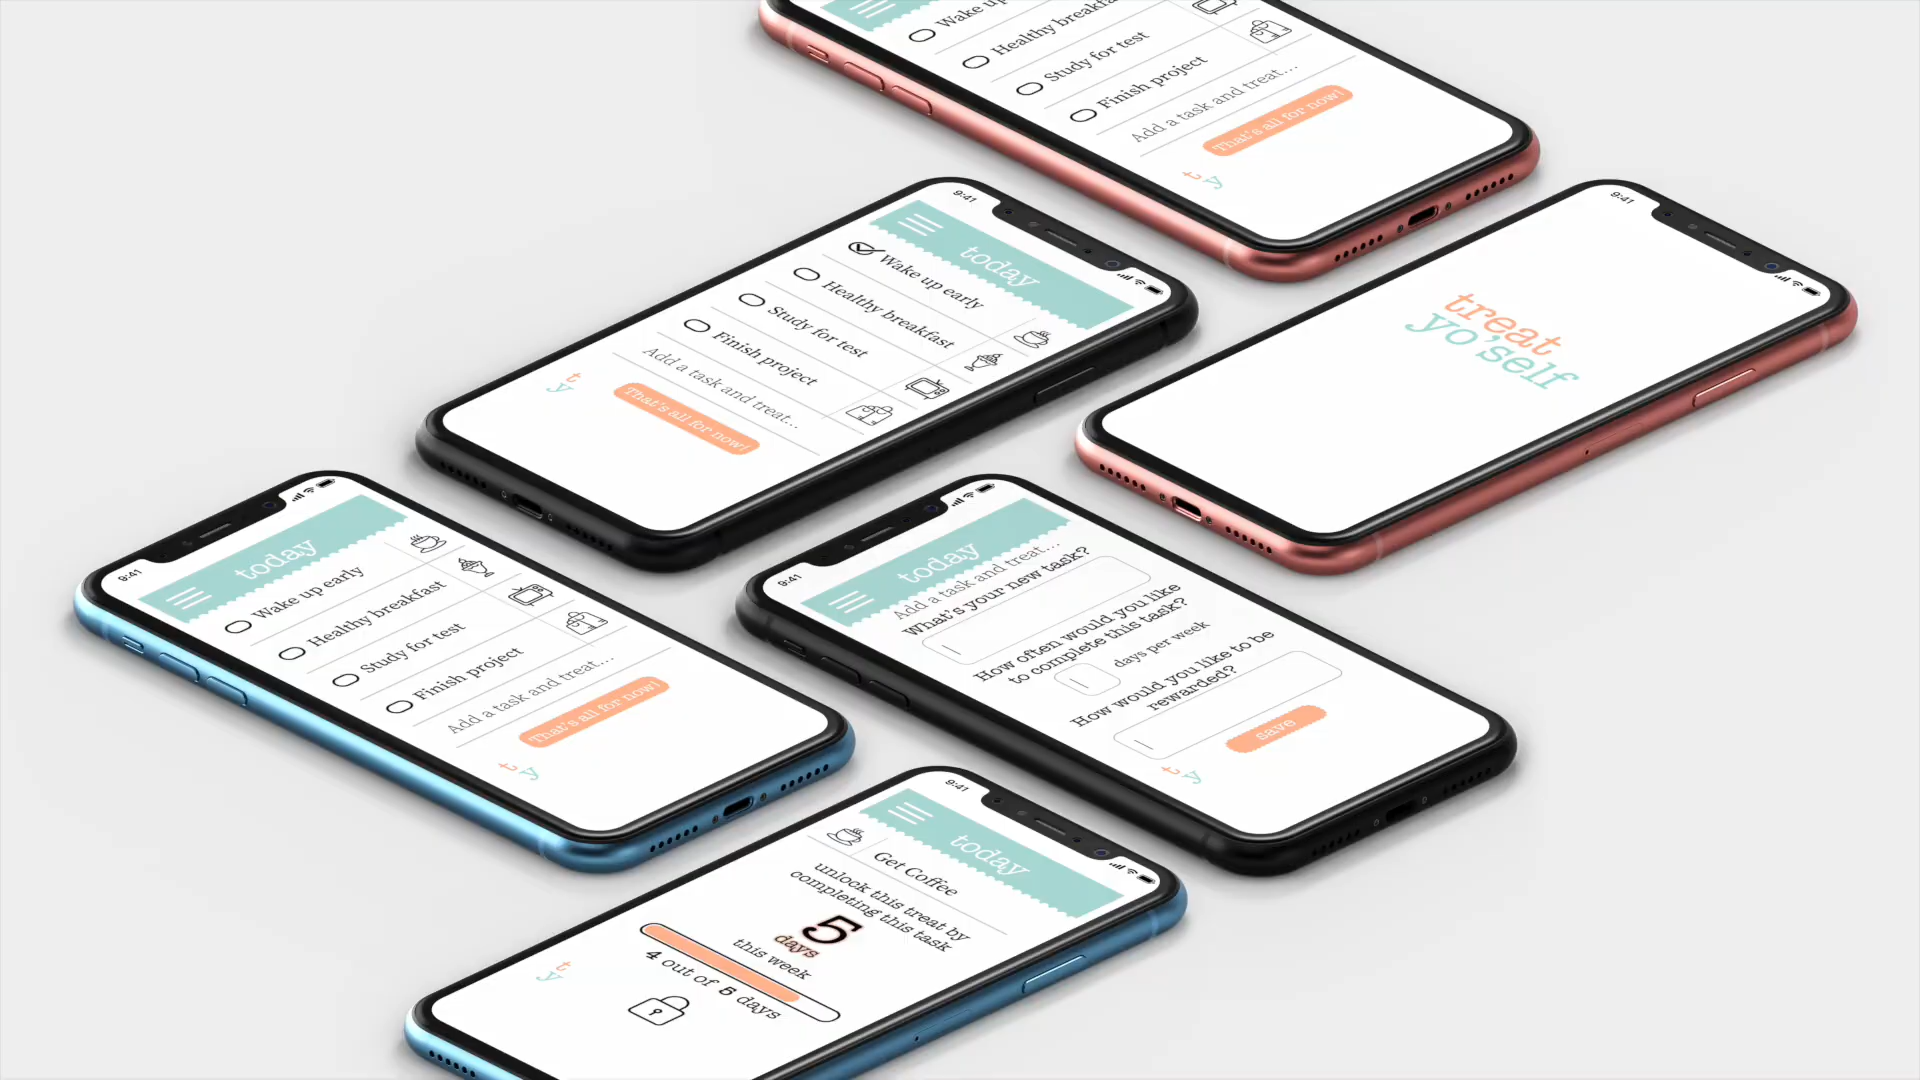 Wake up
Healthy breakfa
Study for test
Finish project
Add a task and treat...
That's all for now!
ty
9:41
today
Wake up early
Healthy breakfast
Study for test
Finish project
Add a task and treat...
That's all for now!
ty
9:41
treat
yo'self
9:41
today
Wake up early
Healthy breakfast
Study for test
Finish project
Add a task and treat...
That's all for now!
ty
9:41
today
Add a task and treat...
What's your new task?
How often would you like
to complete this task?
days per week
How would you like to be
rewarded?
save
ty
9:41
today
Get Coffee
unlock this treat by
completing this task
5
days
this week
4 out of 5 days
ty